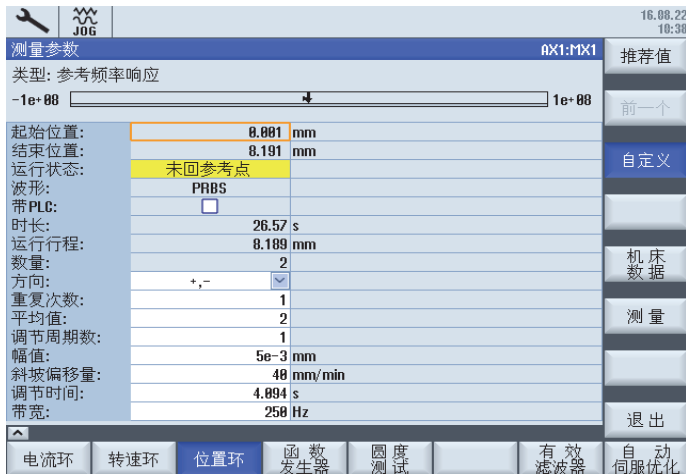 JOG
16.08.22
10:38
测量参数 AX1:MX1
类型: 参考频率响应
-1e+08 1e+08
起始位置: 0.001 mm
结束位置: 8.191 mm
运行状态: 未回参考点
波形: PRBS
带PLC:
时长: 26.57 s
运行行程: 8.189 mm
数量: 2
方向: +,-
重复次数: 1
平均值: 2
调节周期数: 1
幅值: 5e-3 mm
斜坡偏移量: 40 mm/min
调节时间: 4.094 s
带宽: 250 Hz
推荐值
前一个
自定义
机床
数据
测量
退出
电流环
转速环
位置环
函数
发生器
圆度
测试
有效
滤波器
自动
伺服优化